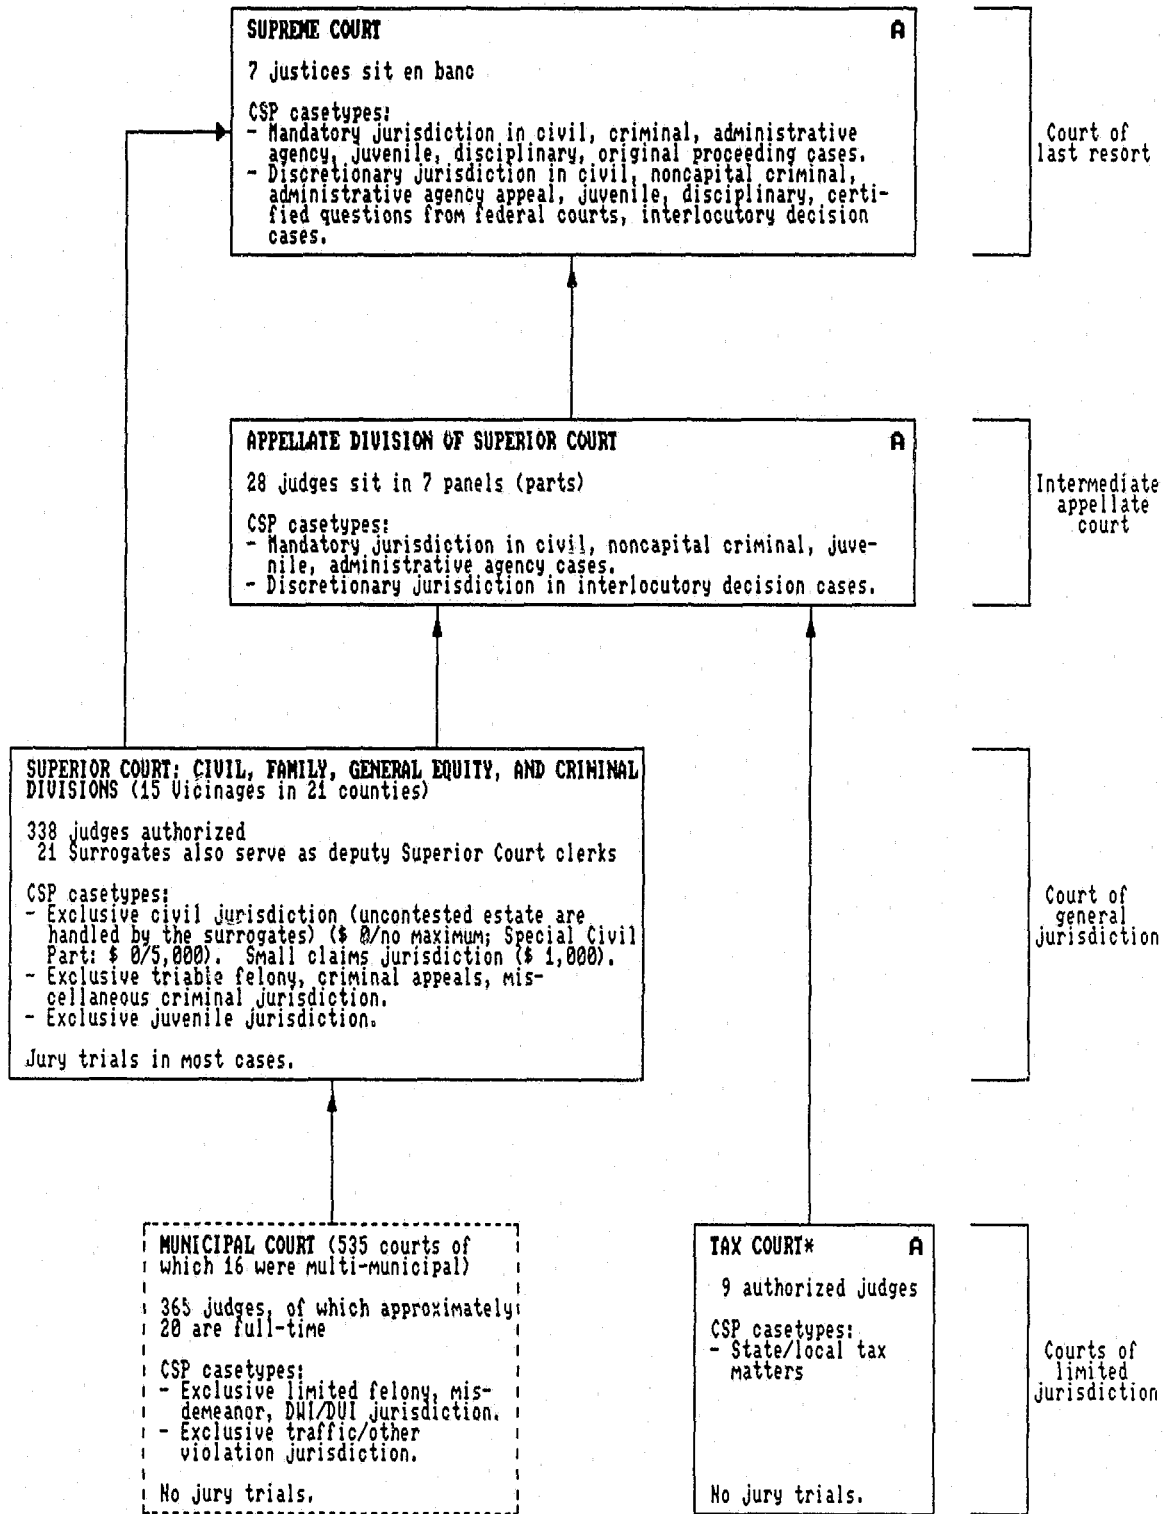 SUPREME COURT A
7 justices sit en banc
CSP casetypes:
- Mandatory jurisdiction in civil, criminal, administrative
agency, juvenile, disciplinary, original proceeding cases.
- Discretionary jurisdiction in civil, noncapital criminal,
administrative agency appeal, juvenile, disciplinary, certi-
fied questions from federal courts, interlocutory decision
cases.
Court of
last resort
APPELLATE DIVISION OF SUPERIOR COURT A
28 judges sit in 7 panels (parts)
CSP casetypes:
- Mandatory jurisdiction in civil, noncapital criminal, juve-
nile, administrative agency cases.
- Discretionary jurisdiction in interlocutory decision cases.
Intermediate
appellate
court
SUPERIOR COURT: CIVIL, FAMILY, GENERAL EQUITY, AND CRIMINAL
DIVISIONS (15 Vicinages in 21 counties)
338 judges authorized
21 Surrogates also serve as deputy Superior Court clerks
CSP casetypes:
- Exclusive civil jurisdiction (uncontested estate are
handled by the surrogates) ($ 0/no maximum; Special Civil
Part: $ 0/5,000). Small claims jurisdiction ($ 1,000).
- Exclusive triable felony, criminal appeals, mis-
cellaneous criminal jurisdiction.
- Exclusive juvenile jurisdiction.
Jury trials in most cases.
Court of
general
jurisdiction
MUNICIPAL COURT (535 courts of
which 16 were multi-municipal)
365 judges, of which approximately
20 are full-time
CSP casetypes:
- Exclusive limited felony, mis-
demeanor, DWI/DUI jurisdiction.
- Exclusive traffic/other
violation jurisdiction.
No jury trials.
TAX COURT* A
9 authorized judges
CSP casetypes:
- State/local tax
matters
No jury trials.
Courts of
limited
jurisdiction